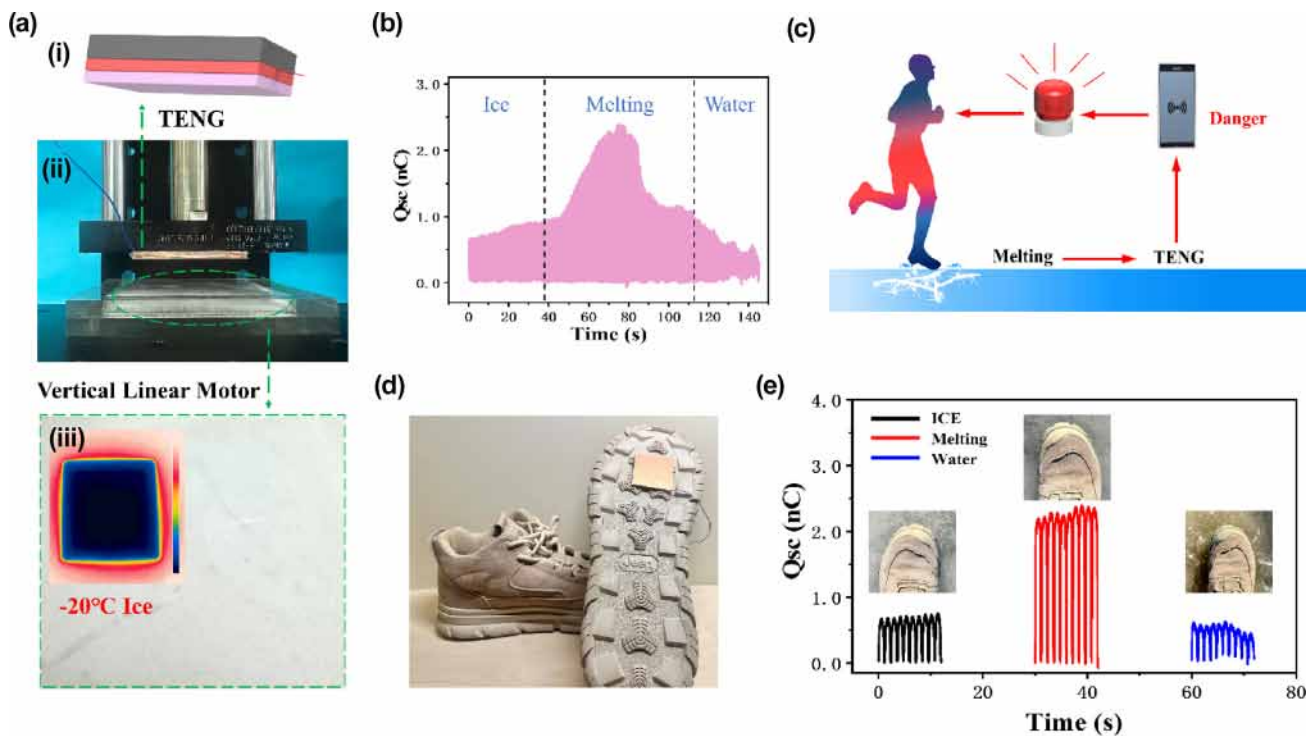 (a)
(i)
TENG
(ii)
Vertical Linear Motor
(iii)
-20°C Ice
(b)
3.0
2.0
1.0
0.0
Qsc (nC)
Ice
Melting
Water
0
20
40
60
80
100
120
140
Time (s)
(c)
Danger
Melting
TENG
(d)
(e)
4.0
3.0
2.0
1.0
0.0
Qsc (nC)
ICE
Melting
Water
0
20
40
60
80
Time (s)